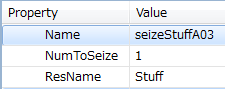 Property Value
Name seizeStuffA03
NumToSeize 1
ResName Stuff